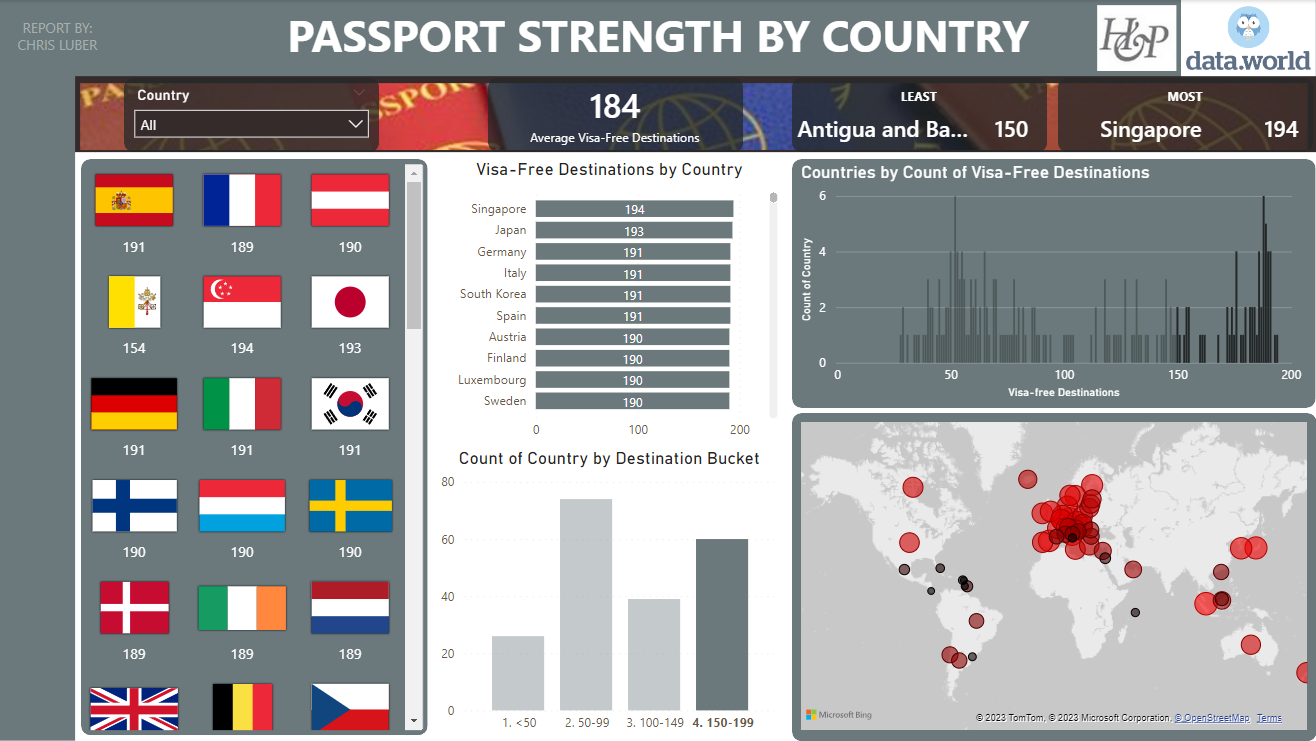 REPORT BY:
CHRIS LUBER
PASSPORT STRENGTH BY COUNTRY
H&P
data.world
Country
All
184
Average Visa-Free Destinations
LEAST
Antigua and Ba... 150
MOST
Singapore 194
191 189 190
154 194 193
191 191 191
190 190 190
189 189 189
Visa-Free Destinations by Country
Singapore 194
Japan 193
Germany 191
Italy 191
South Korea 191
Spain 191
Austria 190
Finland 190
Luxembourg 190
Sweden 190
0 100 200
Count of Country by Destination Bucket
80
60
40
20
0
1. <50 2. 50-99 3. 100-149 4. 150-199
Countries by Count of Visa-Free Destinations
Count of Country
6
4
2
0
0 50 100 150 200
Visa-free Destinations
Microsoft Bing
© 2023 TomTom, © 2023 Microsoft Corporation, © OpenStreetMap Terms